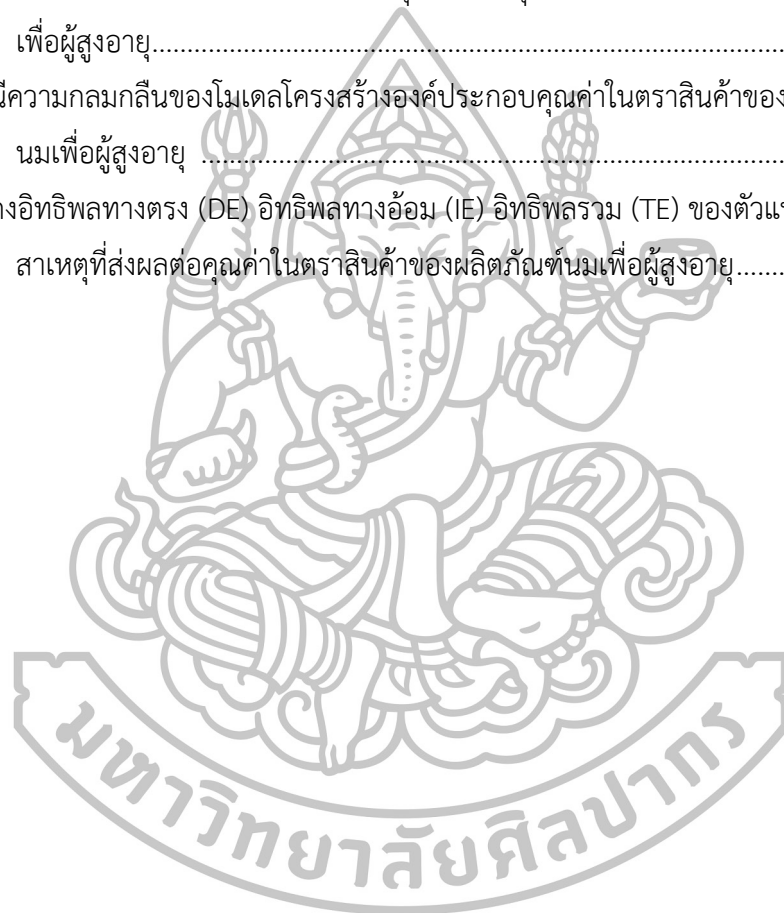 เพื่อผู้สูงอายุ
ความกลมกลืนของโมเดลโครงสร้างองค์ประกอบคุณค่าในตราสินค้าของ
นมเพื่อผู้สูงอายุ
อิทธิพลทางตรง (DE) อิทธิพลทางอ้อม (IE) อิทธิพลรวม (TE) ของตัวแป
สาเหตุที่ส่งผลต่อคุณค่าในตราสินค้าของผลิตภัณฑ์นมเพื่อผู้สูงอายุ
มหาวิทยาลัยศิลปากร